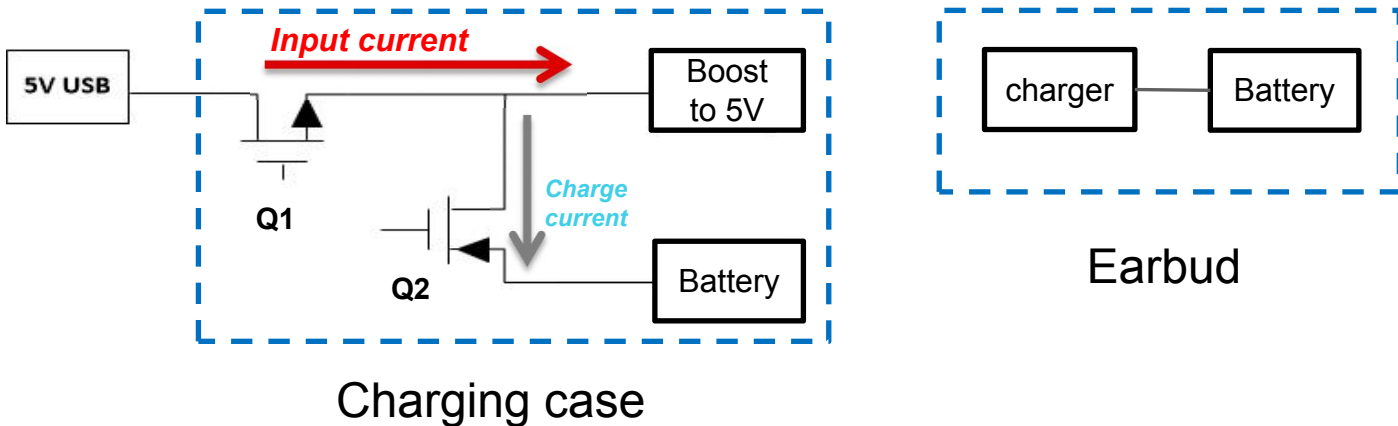 5V USB
Input current
Boost
to 5V
Q1
Charge
current
Q2
Battery
Charging case
charger
Battery
Earbud